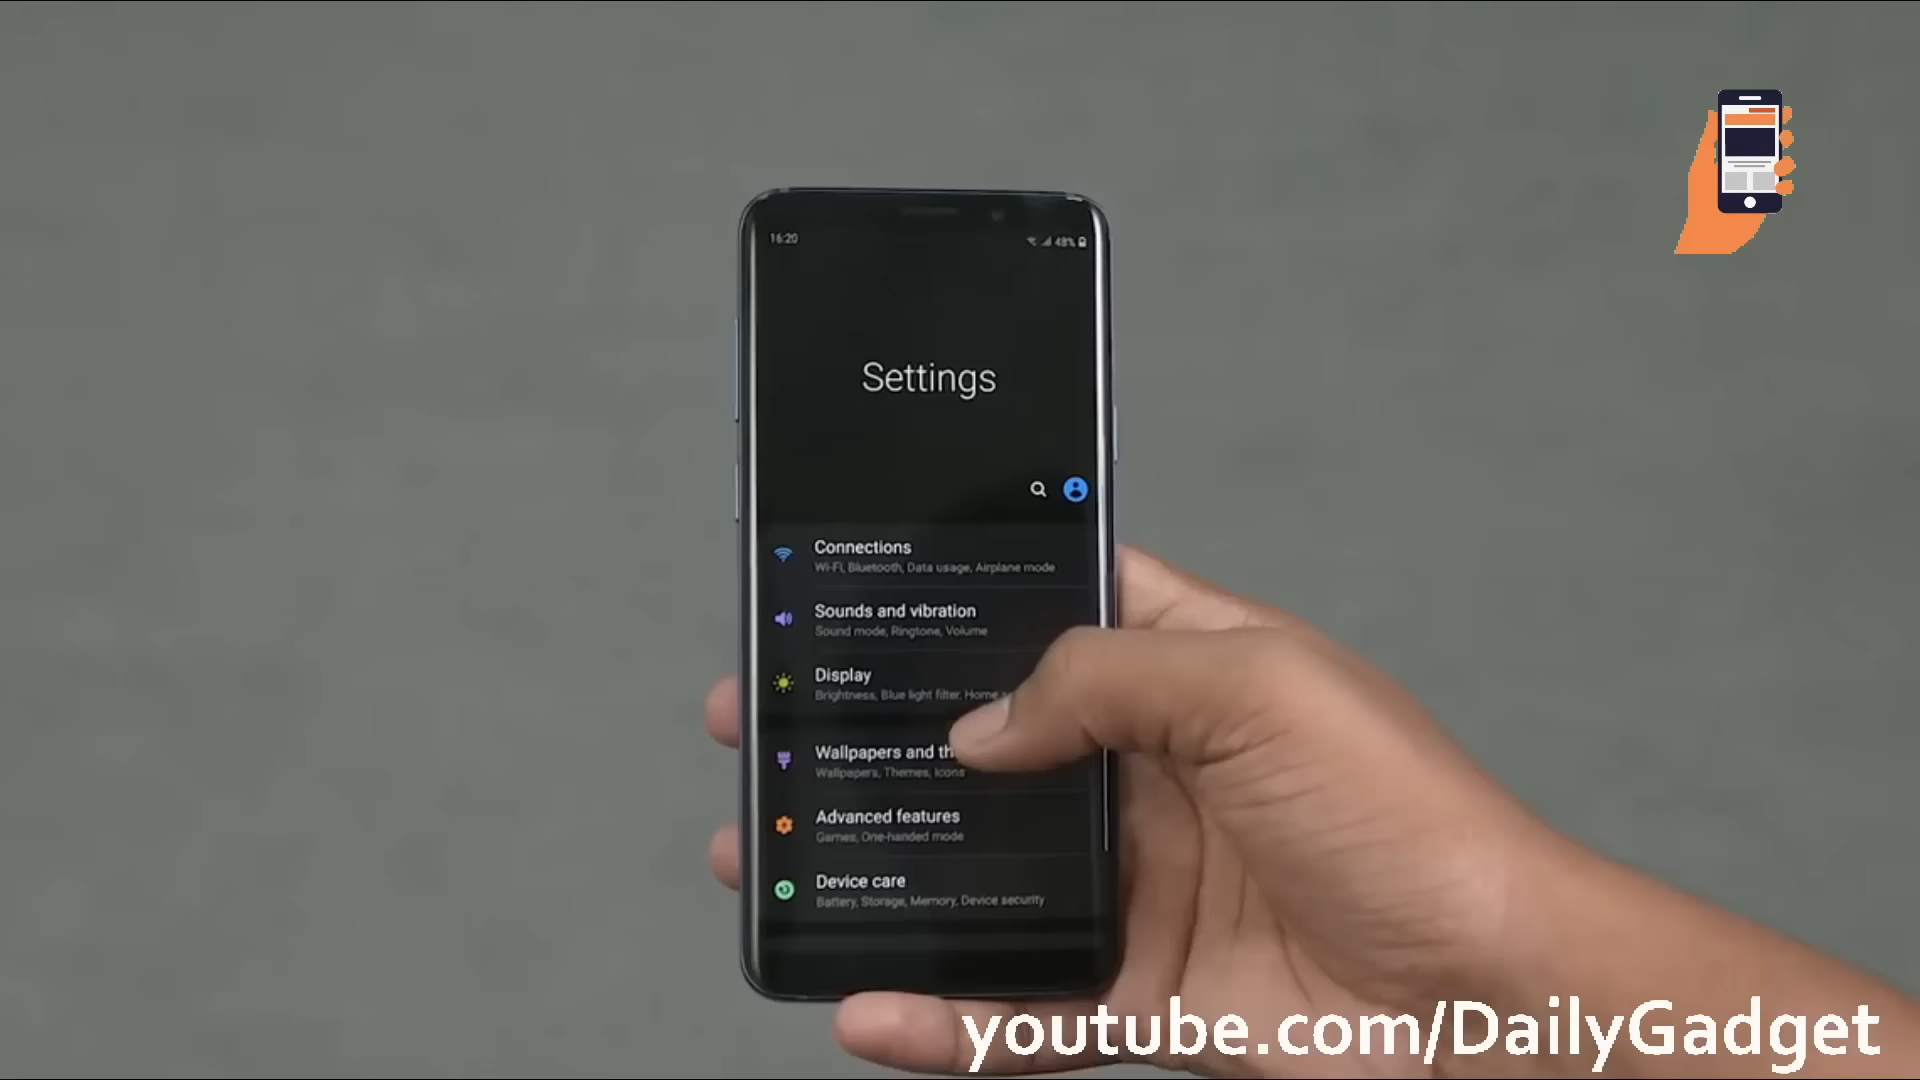 16:20
48%
Settings
Connections
Wi-Fi, Bluetooth, Data usage, Airplane mode
Sounds and vibration
Sound mode, Ringtone, Volume
Display
Brightness, Blue light filter, Home
Wallpapers and th
Wallpapers, Themes, Icons
Advanced features
Games, One-handed mode
Device care
Battery, Storage, Memory, Device security
youtube.com/DailyGadget